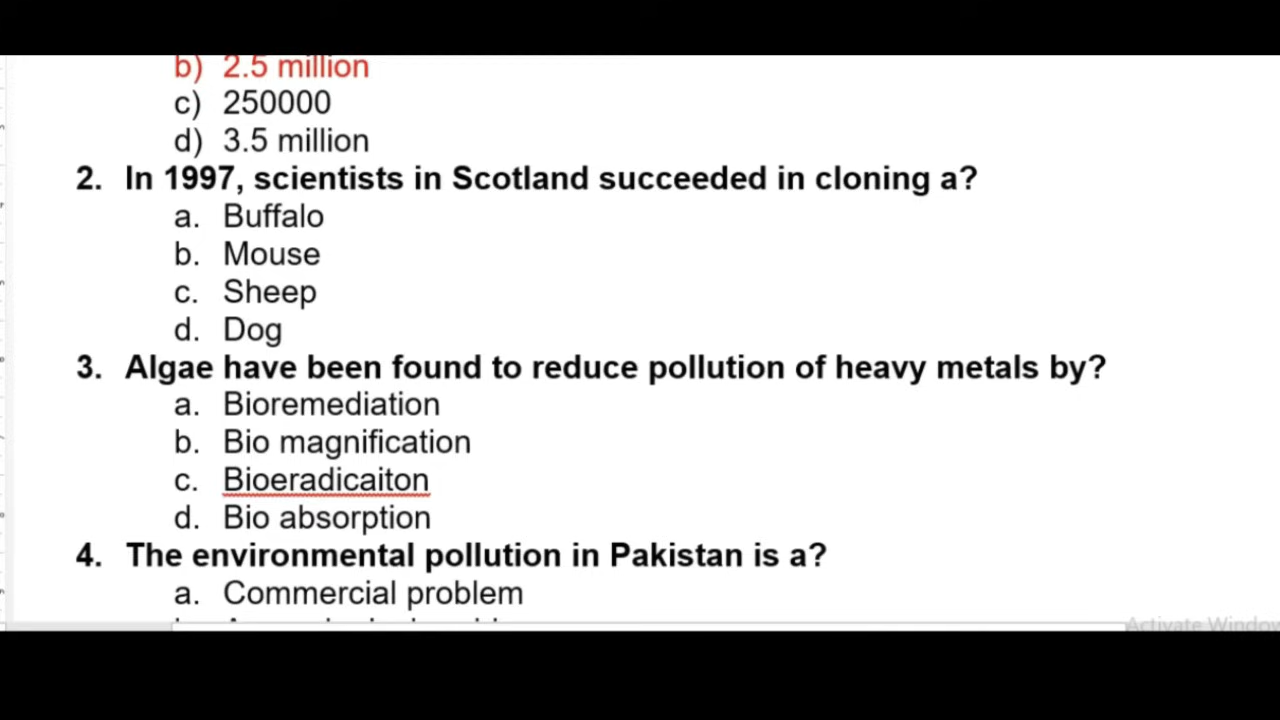 b) 2.5 million
c) 250000
d) 3.5 million
2. In 1997, scientists in Scotland succeeded in cloning a?
a. Buffalo
b. Mouse
c. Sheep
d. Dog
3. Algae have been found to reduce pollution of heavy metals by?
a. Bioremediation
b. Bio magnification
c. Bioeradicaiton
d. Bio absorption
4. The environmental pollution in Pakistan is a?
a. Commercial problem
Activate Window